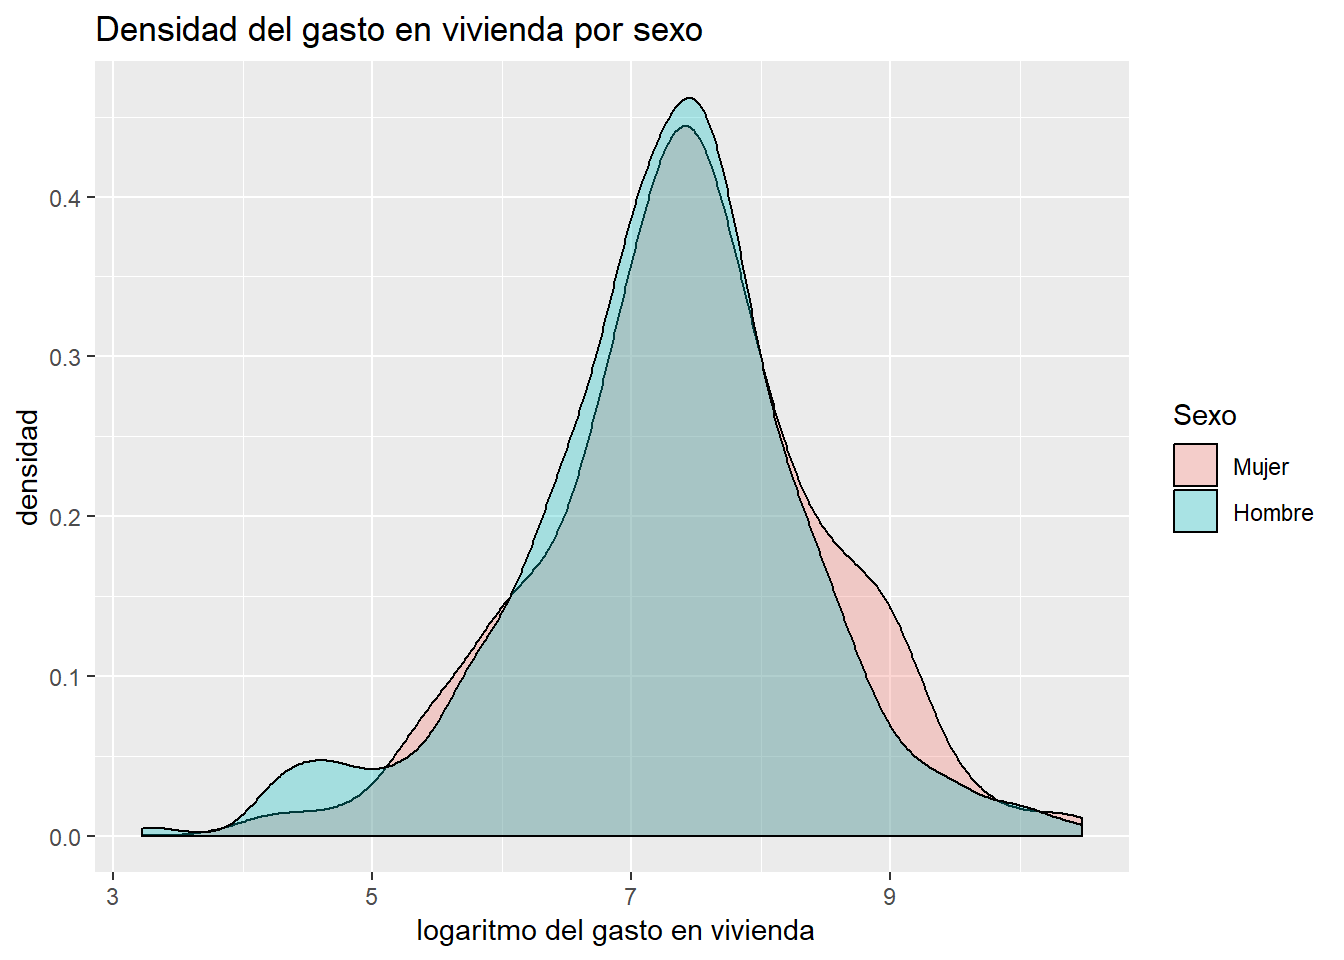 Densidad del gasto en vivienda por sexo
densidad
0.4
0.3
0.2
0.1
0.0
3
5
7
9
logaritmo del gasto en vivienda
Sexo
Mujer
Hombre